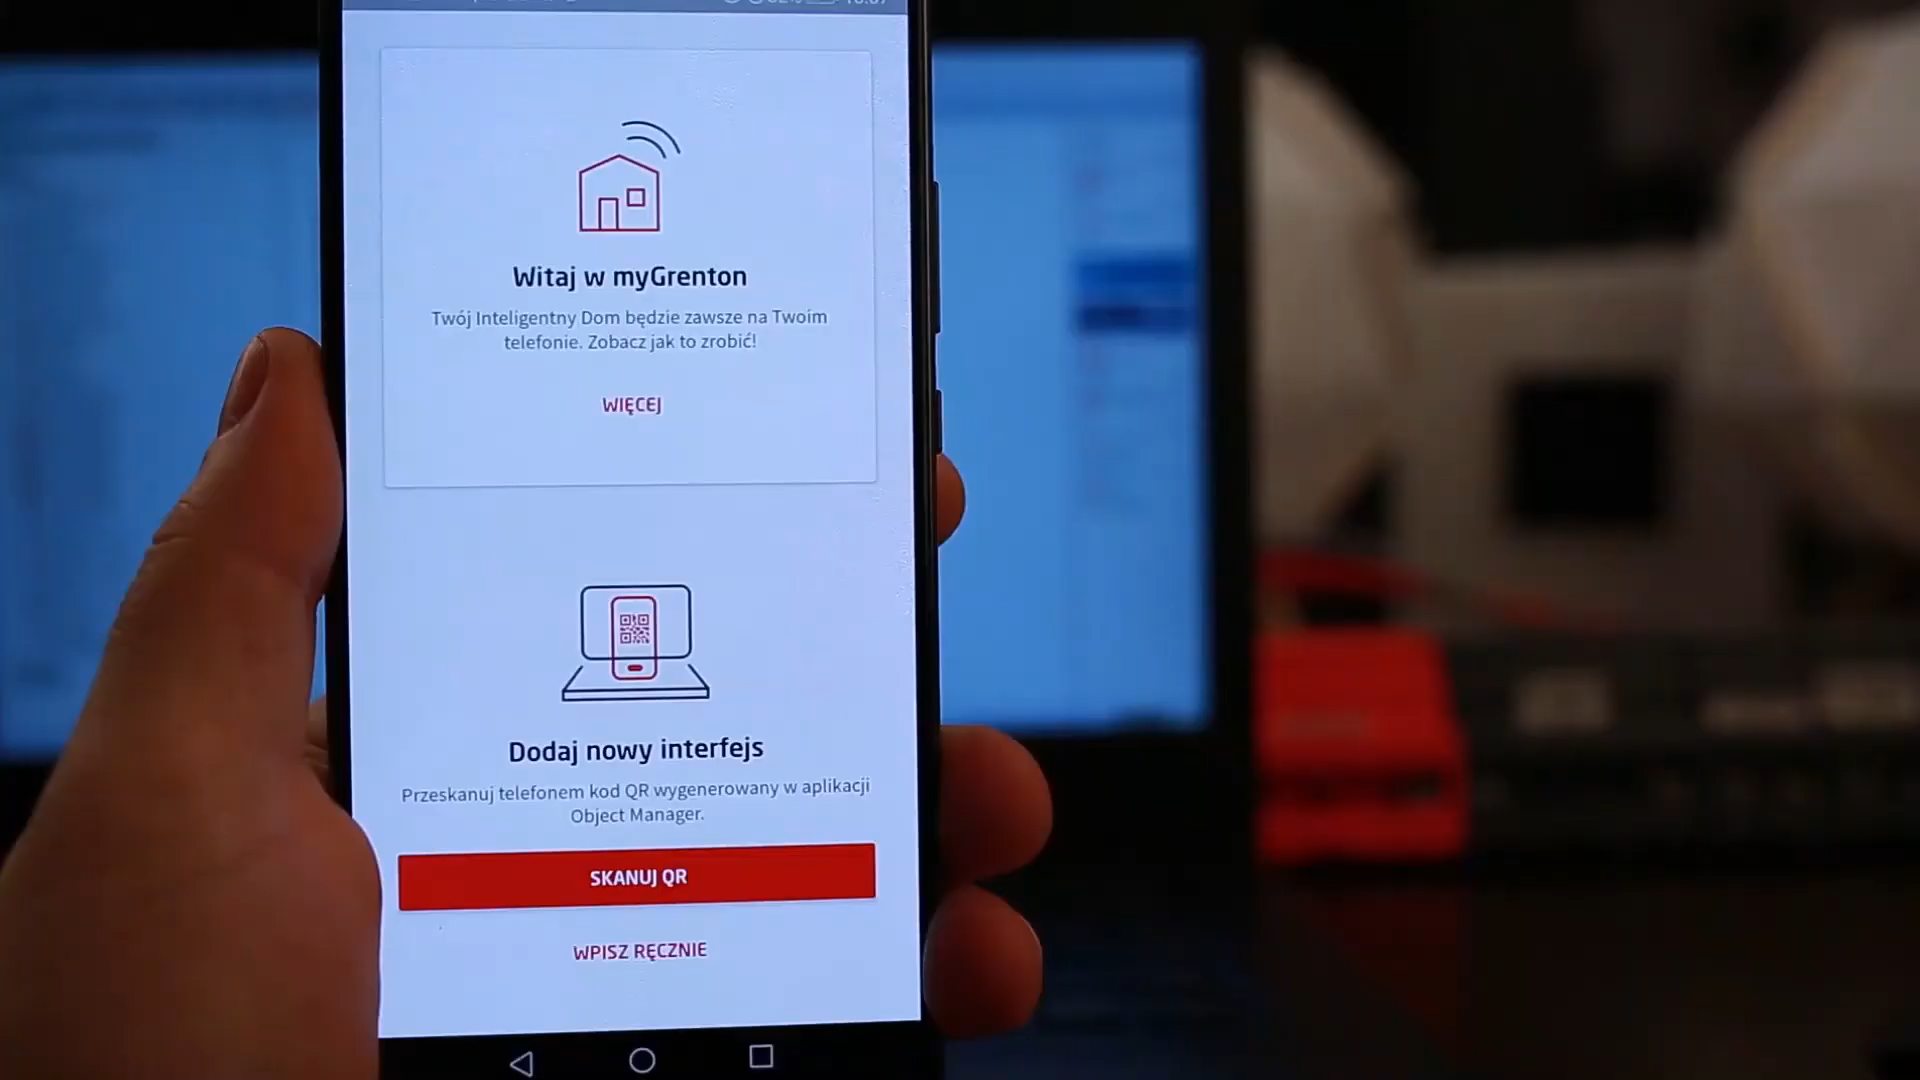 Witaj w myGrenton
Twój Inteligentny Dom będzie zawsze na Twoim
telefonie. Zobacz jak to zrobić!
WIĘCEJ
Dodaj nowy interfejs
Przeskanuj telefonem kod QR wygenerowany w aplikacji
Object Manager.
SKANUJ QR
WPISZ RĘCZNIE